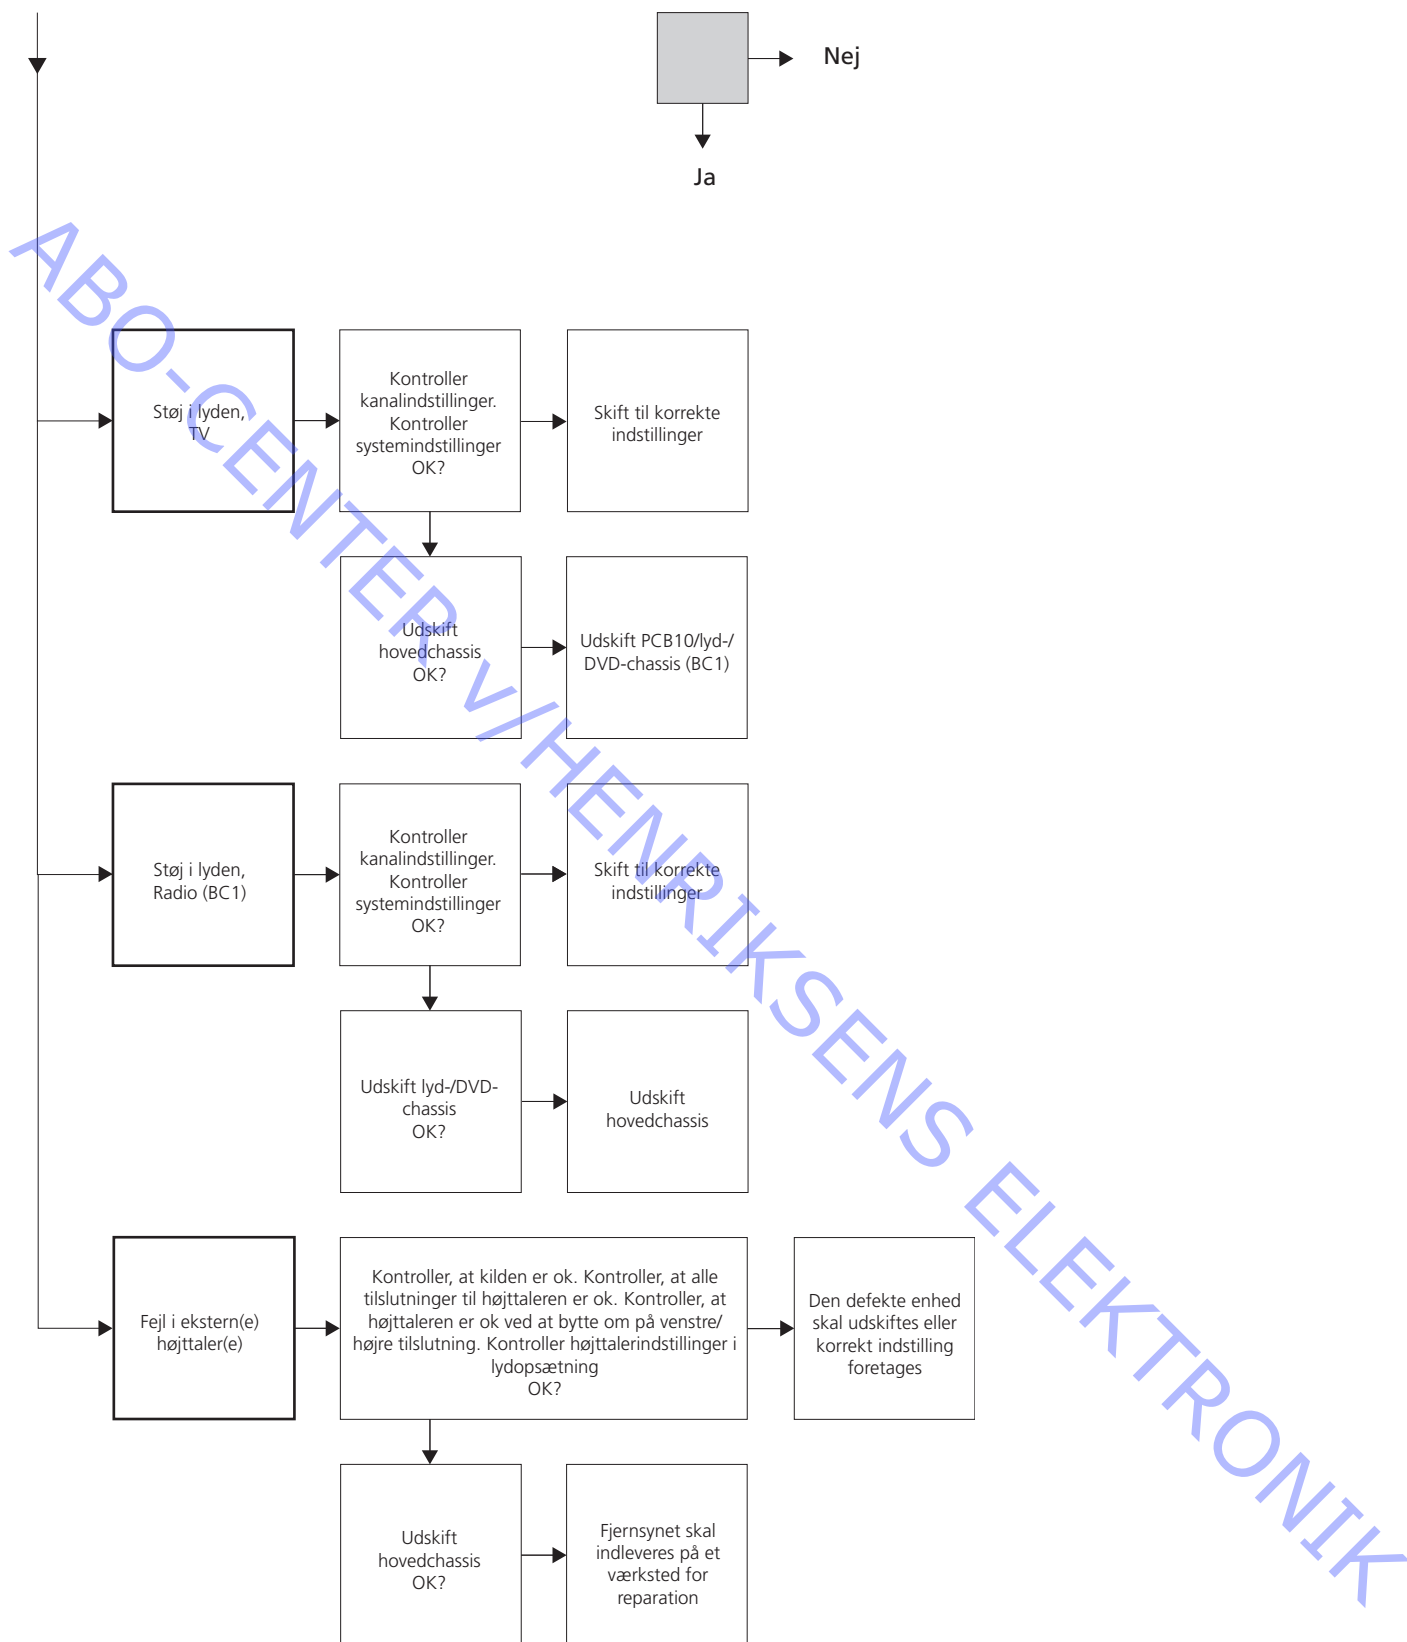 Nej
Ja
Støj i lyden,
TV
Kontroller
kanalindstillinger.
Kontroller
systemindstillinger
OK?
Skift til korrekte
indstillinger
Udskift
hovedchassis
OK?
Udskift PCB10/lyd-/
DVD-chassis (BC1)
Støj i lyden,
Radio (BC1)
Kontroller
kanalindstillinger.
Kontroller
systemindstillinger
OK?
Skift til korrekte
indstillinger
Udskift lyd-/DVD-
chassis
OK?
Udskift
hovedchassis
Fejl i ekstern(e)
højttaler(e)
Kontroller, at kilden er ok. Kontroller, at alle
tilslutninger til højttaleren er ok. Kontroller, at
højttaleren er ok ved at bytte om på venstre/
højre tilslutning. Kontroller højttalerindstillinger i
lydopsætning
OK?
Den defekte enhed
skal udskiftes eller
korrekt indstilling
foretages
Udskift
hovedchassis
OK?
Fjernsynet skal
indleveres på et
værksted for
reparation
ABO-CENTER v/HENRIKSENS ELEKTRONIK